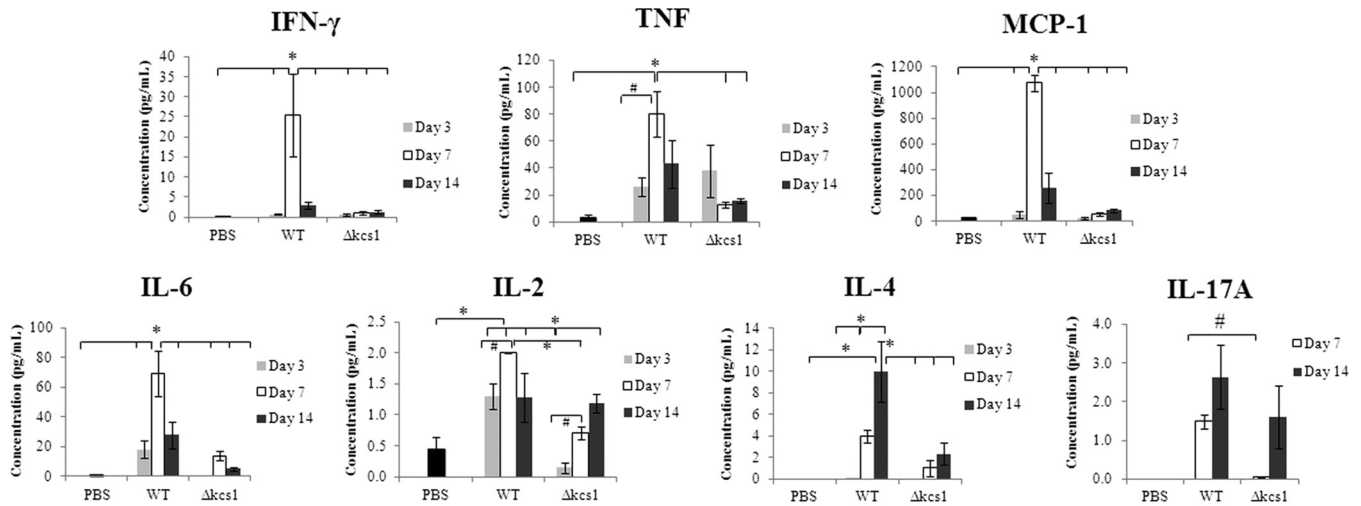 IFN-γ
Concentration (pg/mL)
40
35
30
25
20
15
10
5
0
*
PBS
WT
Δkcs1
Day 3
Day 7
Day 14
TNF
Concentration (pg/mL)
120
100
80
60
40
20
0
*
#
PBS
WT
Δkcs1
Day 3
Day 7
Day 14
MCP-1
Concentration (pg/mL)
1200
1000
800
600
400
200
0
*
PBS
WT
Δkcs1
Day 3
Day 7
Day 14
IL-6
Concentration (pg/mL)
100
80
60
40
20
0
*
PBS
WT
Δkcs1
Day 3
Day 7
Day 14
IL-2
Concentration (pg/mL)
2.5
2.0
1.5
1.0
0.5
0.0
*
*
#
*
#
PBS
WT
Δkcs1
Day 3
Day 7
Day 14
IL-4
Concentration (pg/mL)
14
12
10
8
6
4
2
0
*
*
*
PBS
WT
Δkcs1
Day 3
Day 7
Day 14
IL-17A
Concentration (pg/mL)
4.0
3.0
2.0
1.0
0.0
#
PBS
WT
Δkcs1
Day 7
Day 14